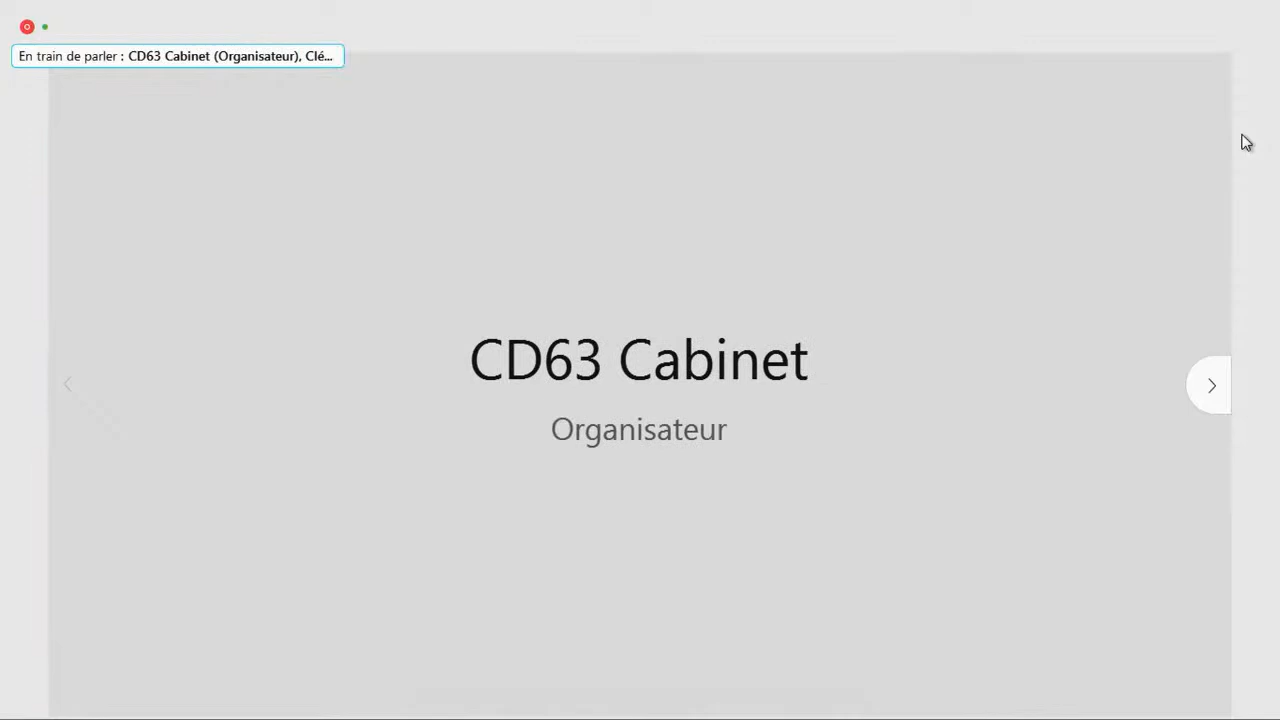 En train de parler : CD63 Cabinet (Organisateur), Clé...
CD63 Cabinet
Organisateur